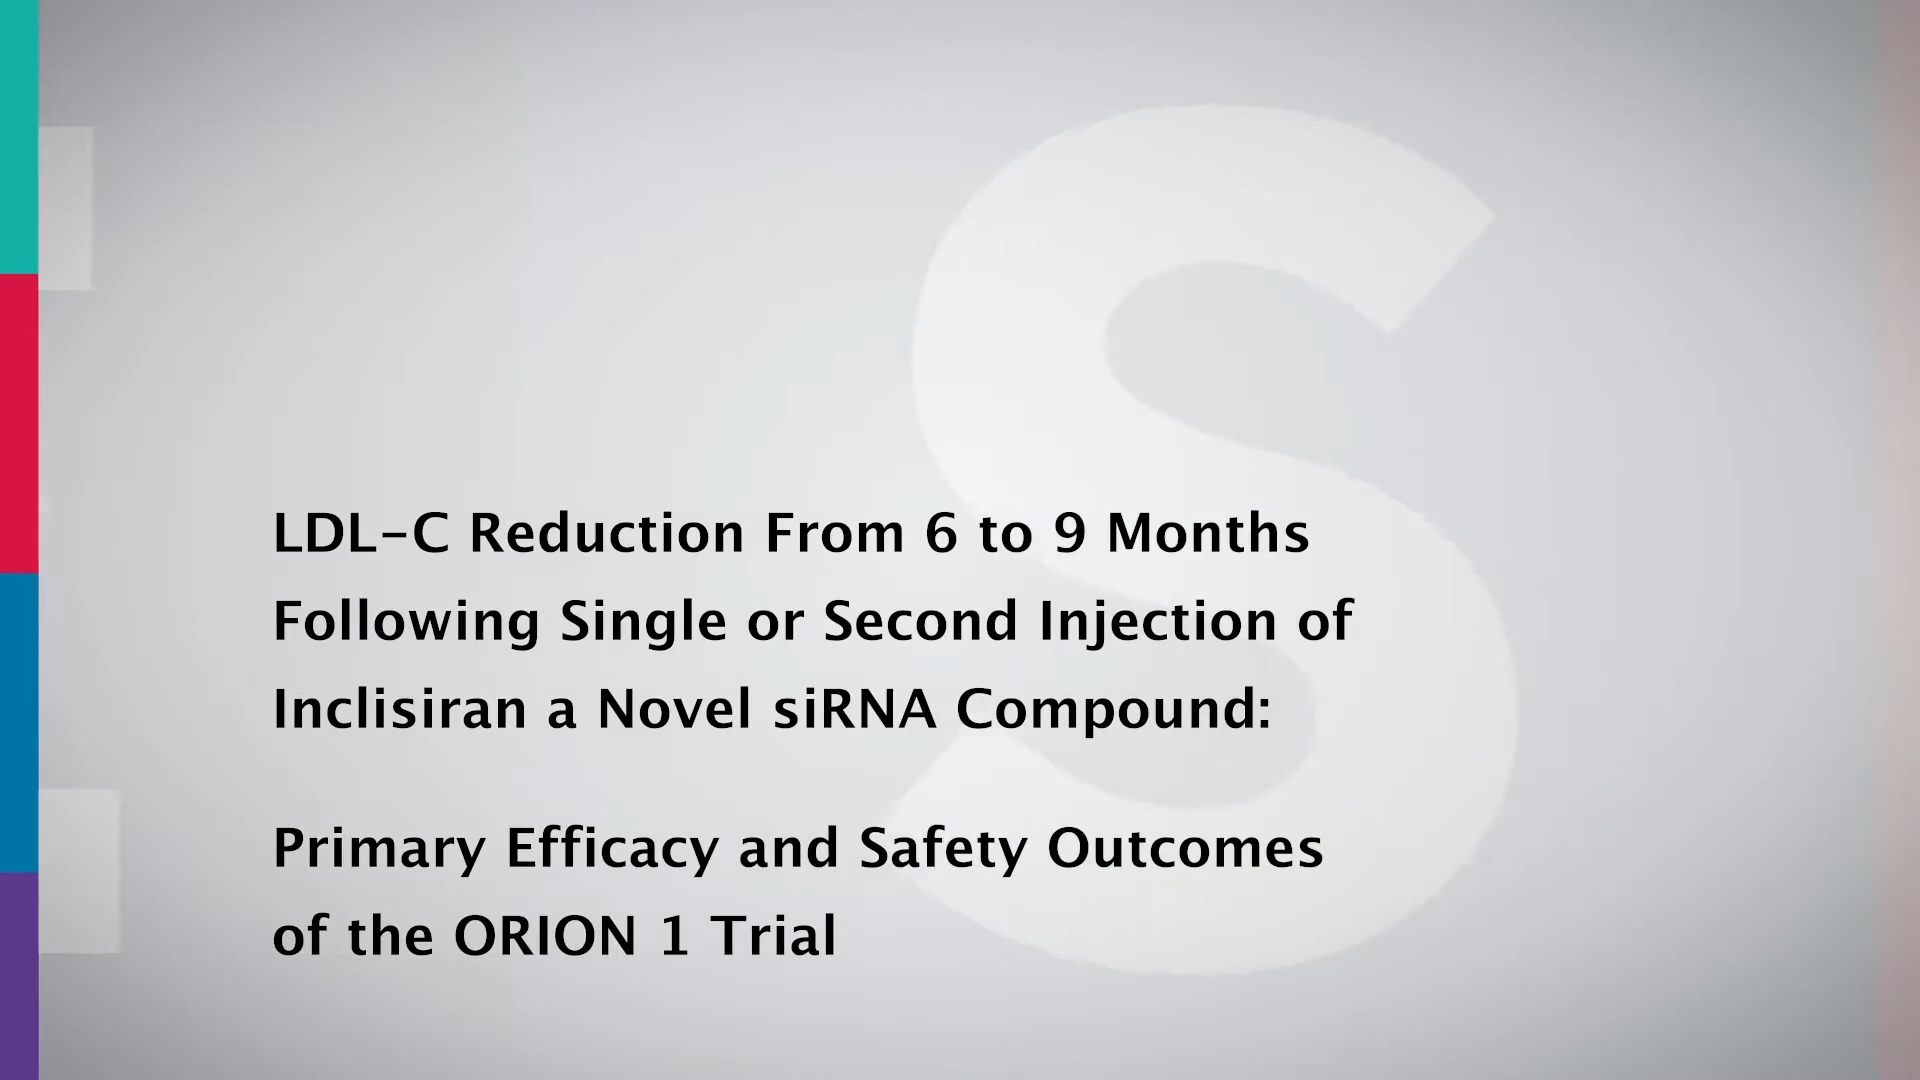 LDL-C Reduction From 6 to 9 Months
Following Single or Second Injection of
Inclisiran a Novel siRNA Compound:
Primary Efficacy and Safety Outcomes
of the ORION 1 Trial